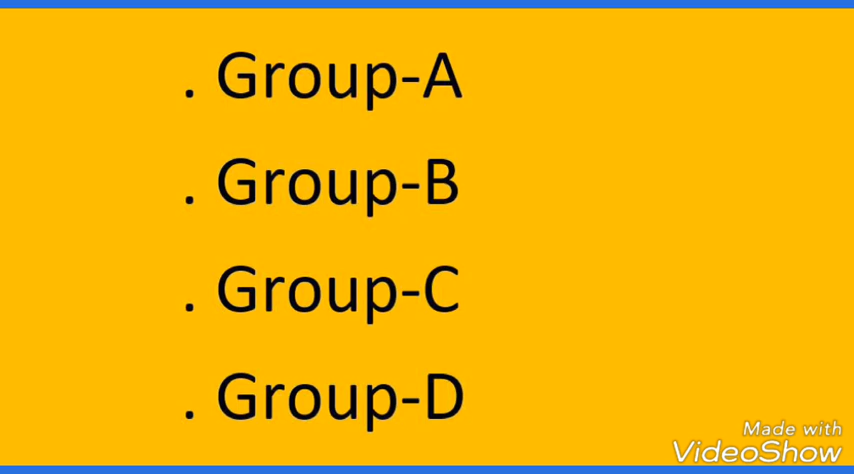 . Group-A
. Group-B
. Group-C
. Group-D
Made with
VideoShow